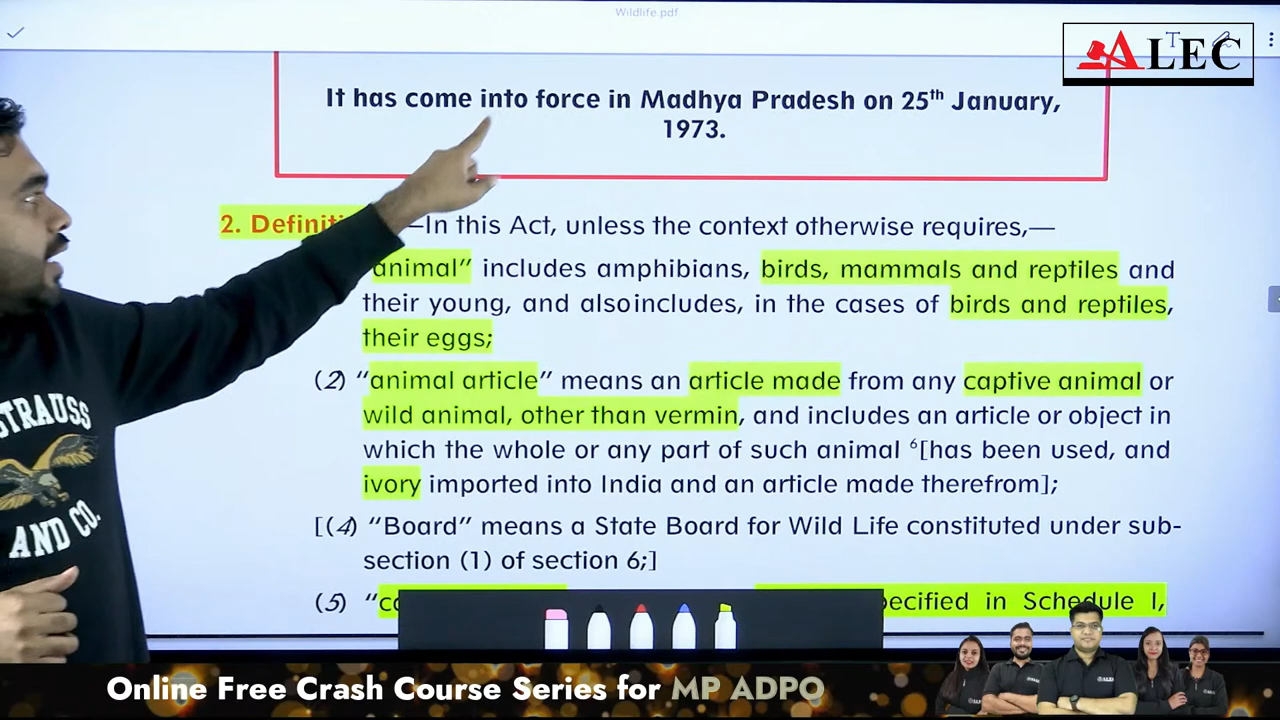 Wildlife.pdf
ALEC
It has come into force in Madhya Pradesh on 25th January,
1973.
2. Definiti —In this Act, unless the context otherwise requires,—
animal” includes amphibians, birds, mammals and reptiles and
their young, and alsoincludes, in the cases of birds and reptiles,
their eggs;
(2) “animal article” means an article made from any captive animal or
wild animal, other than vermin, and includes an article or object in
which the whole or any part of such animal ⁶[has been used, and
ivory imported into India and an article made therefrom];
[(4) “Board” means a State Board for Wild Life constituted under sub-
section (1) of section 6;]
(5) “ca ecified in Schedule I,
STRAUSS
AND CO.
Online Free Crash Course Series for MP ADPO